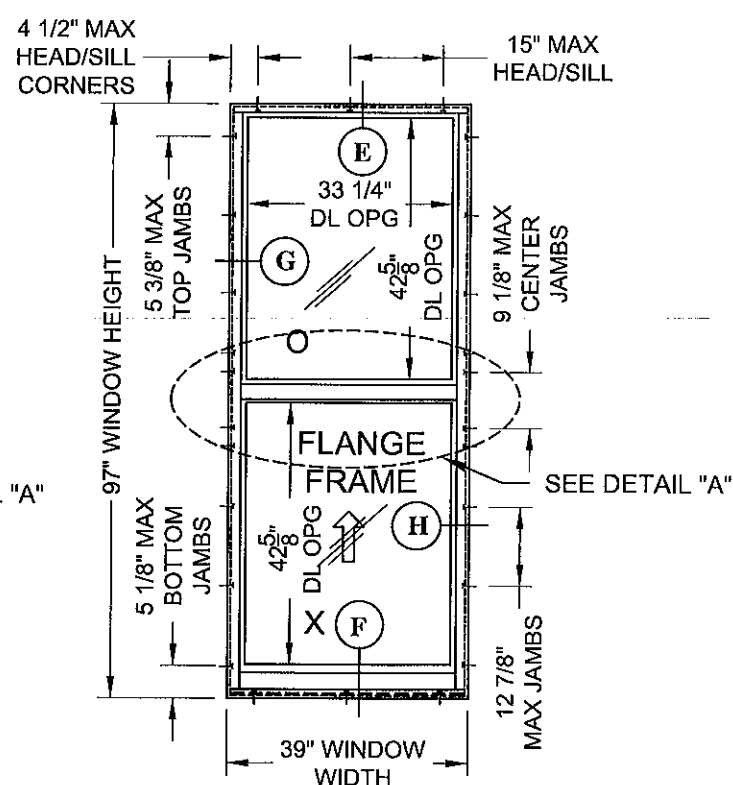 4 1/2" MAX
HEAD/SILL
CORNERS
15" MAX
HEAD/SILL
E
33 1/4"
DL OPG
5 3/8" MAX
TOP JAMBS
G
42 5/8"
DL OPG
9 1/8" MAX
CENTER
JAMBS
97" WINDOW HEIGHT
O
FLANGE
FRAME
"A"
SEE DETAIL "A"
H
42 5/8"
DL OPG
5 1/8" MAX
BOTTOM
JAMBS
X
F
12 7/8"
MAX JAMBS
39" WINDOW
WIDTH